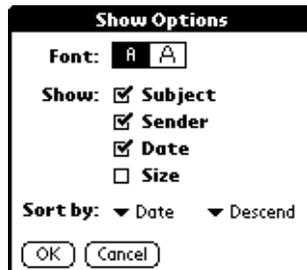 Show Options
Font: A A
Show: Subject
Sender
Date
Size
Sort by: Date Descend
OK Cancel